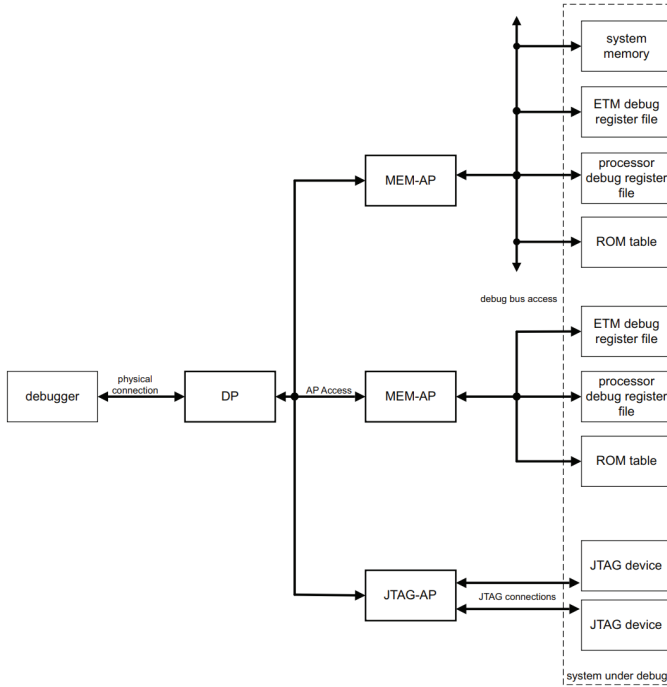 system
memory
ETM debug
register file
processor
debug register
file
MEM-AP
ROM table
debug bus access
ETM debug
register file
physical
connection
debugger
DP
AP Access
MEM-AP
processor
debug register
file
ROM table
JTAG device
JTAG-AP
JTAG connections
JTAG device
system under debug